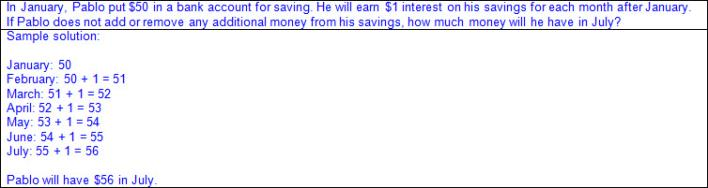 In January, Pablo put $50 in a bank account for saving. He will earn $1 interest on his savings for each month after January.
If Pablo does not add or remove any additional money from his savings, how much money will he have in July?
Sample solution:
January: 50
February: 50 + 1 = 51
March: 51 + 1 = 52
April: 52 + 1 = 53
May: 53 + 1 = 54
June: 54 + 1 = 55
July: 55 + 1 = 56
Pablo will have $56 in July.